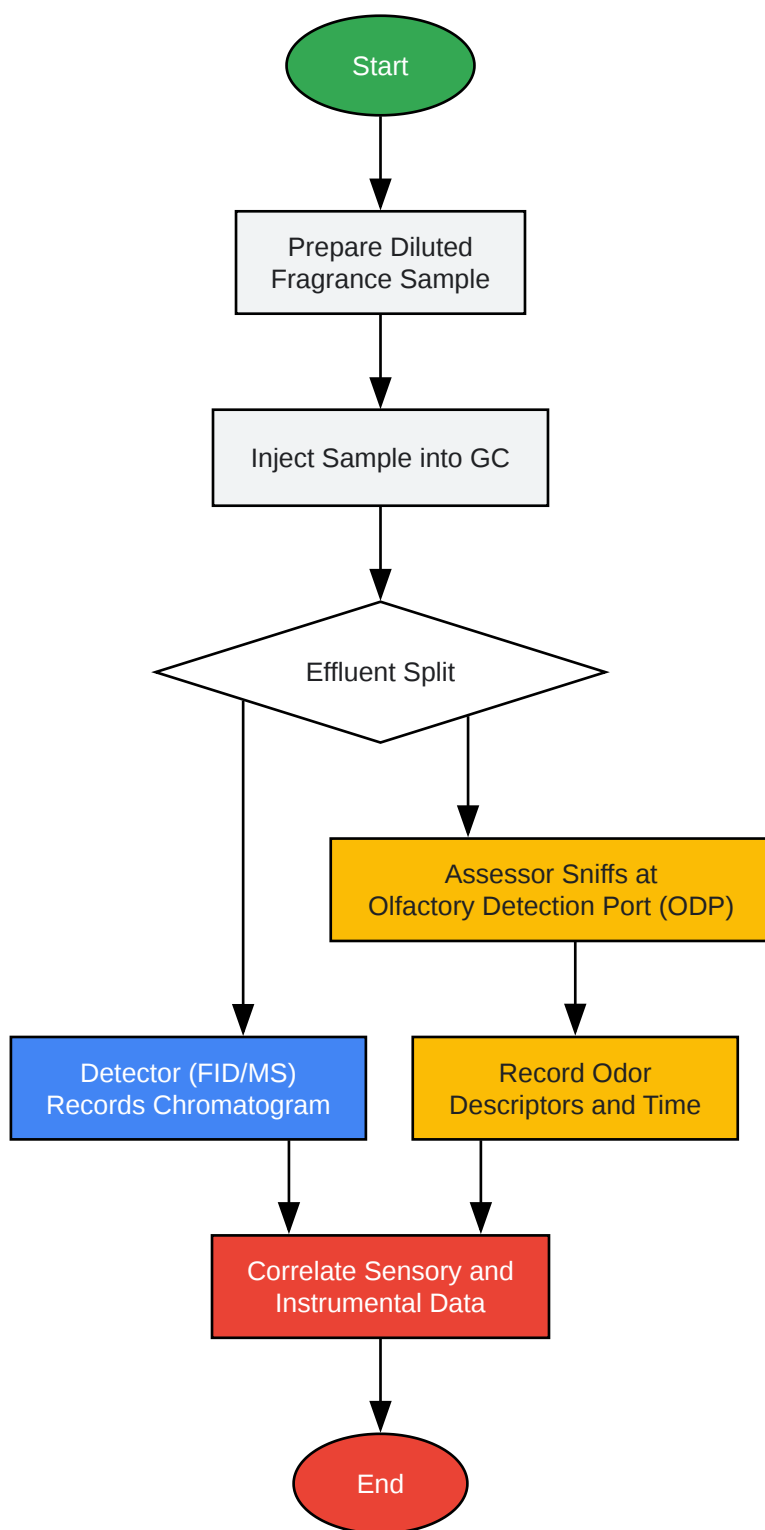 Start
Prepare Diluted
Fragrance Sample
Inject Sample into GC
Effluent Split
Assessor Sniffs at
Olfactory Detection Port (ODP)
Detector (FID/MS)
Records Chromatogram
Record Odor
Descriptors and Time
Correlate Sensory and
Instrumental Data
End